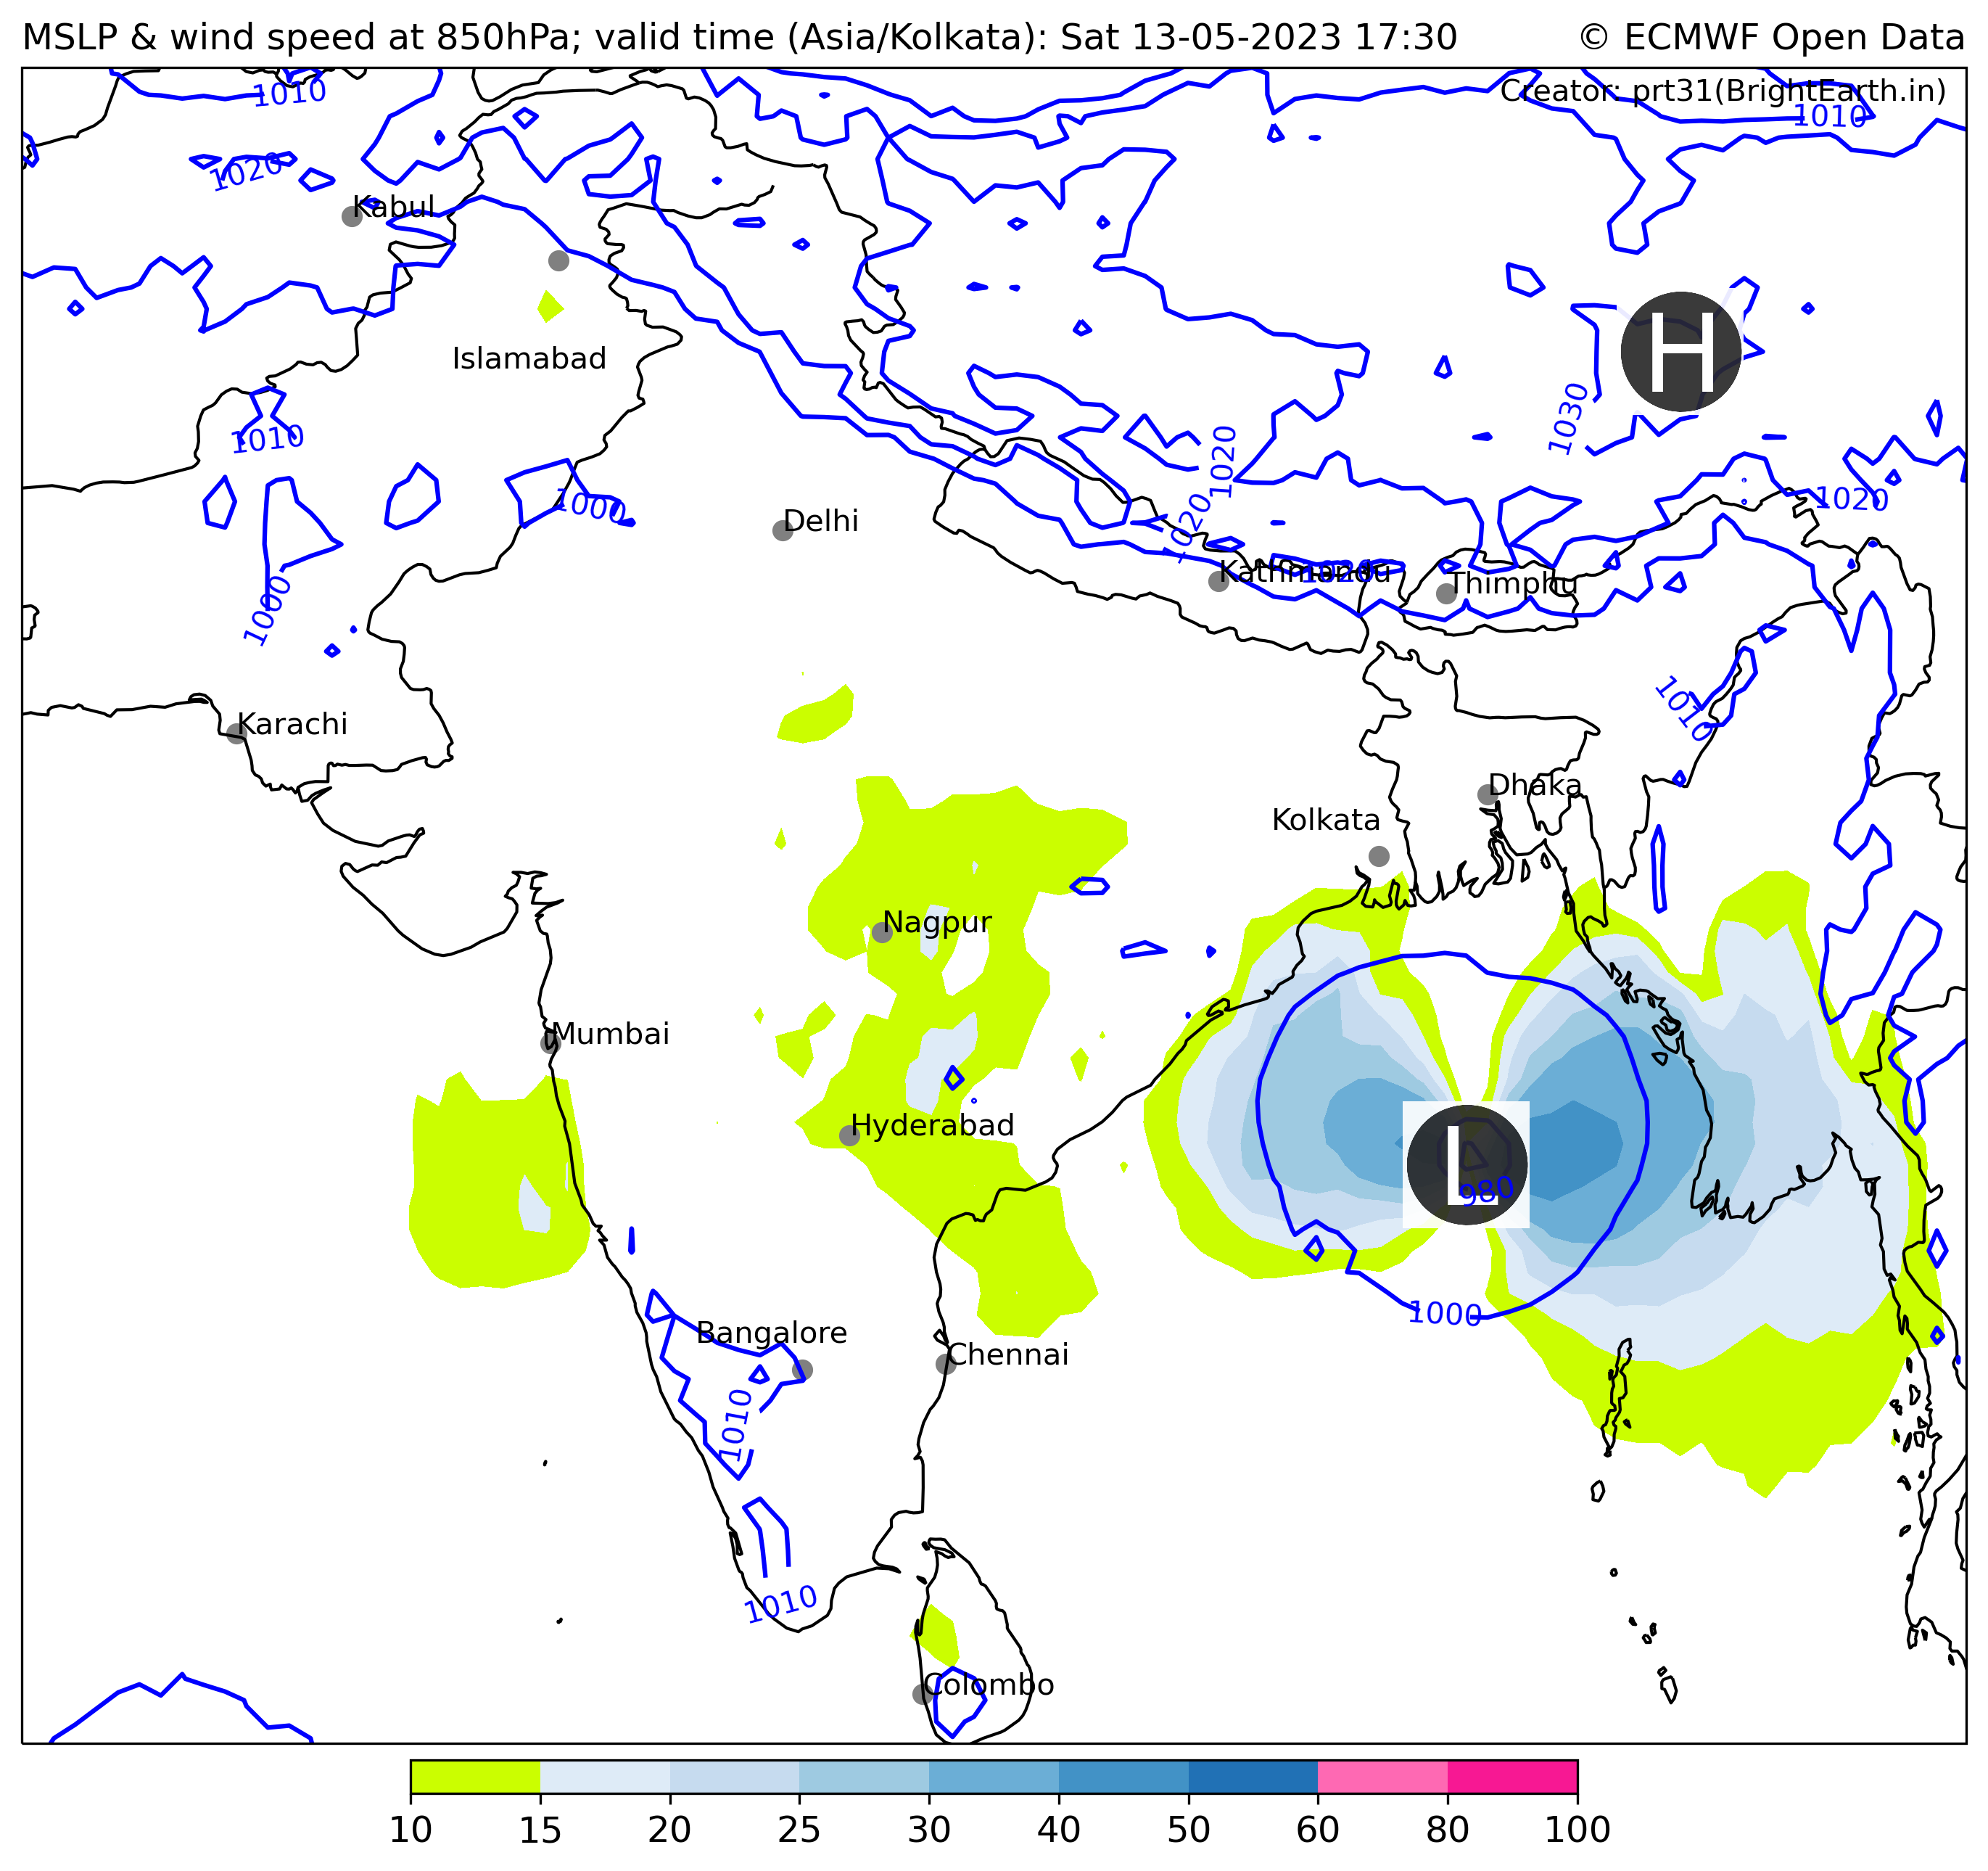 MSLP & wind speed at 850hPa; valid time (Asia/Kolkata): Sat 13-05-2023 17:30
© ECMWF Open Data
Creator: prt31(BrightEarth.in)
1010
1010
1020
Kabul
H
Islamabad
1030
1010
1020
1000
1020
Delhi
1020
Kathmandu
1020
Thimphu
1000
1010
Karachi
Dhaka
Kolkata
Nagpur
Mumbai
Hyderabad
L
980
1000
Bangalore
Chennai
1010
1010
Colombo
10 15 20 25 30 40 50 60 80 100